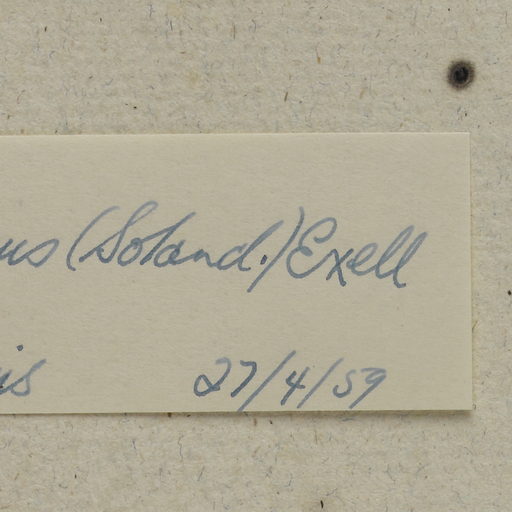 us (Soland.) Exell
is 27/4/59